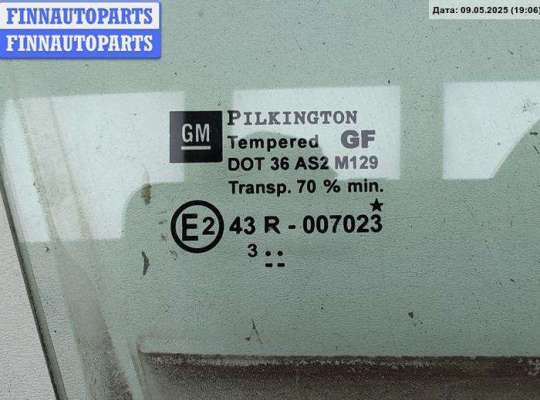 FINNAUTOPARTS
FINNAUTOPARTS
FINNAUTOPARTS
Дата: 09.05.2025 (19:06)
GM
PILKINGTON
Tempered GF
DOT 36 AS2 M129
Transp. 70 % min.
E2 43 R - 007023
3